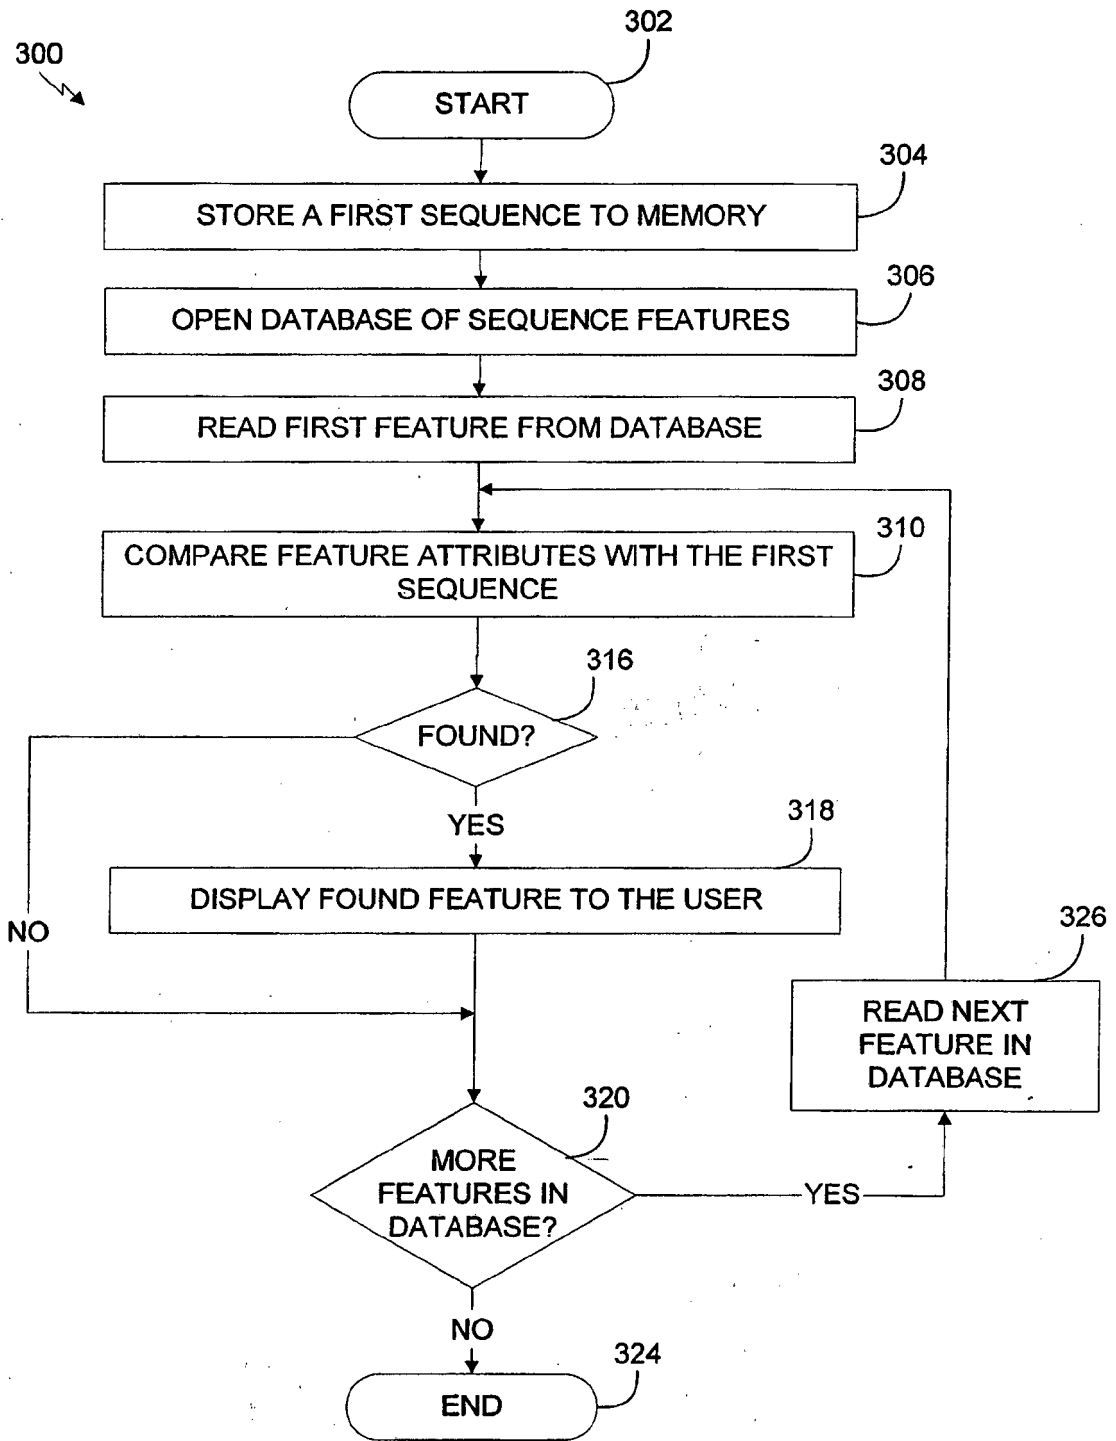 302
300
START
304
STORE A FIRST SEQUENCE TO MEMORY
306
OPEN DATABASE OF SEQUENCE FEATURES
308
READ FIRST FEATURE FROM DATABASE
310
COMPARE FEATURE ATTRIBUTES WITH THE FIRST
SEQUENCE
316
FOUND?
YES
318
DISPLAY FOUND FEATURE TO THE USER
NO
326
READ NEXT
FEATURE IN
DATABASE
320
MORE
FEATURES IN
DATABASE?
YES
NO
324
END